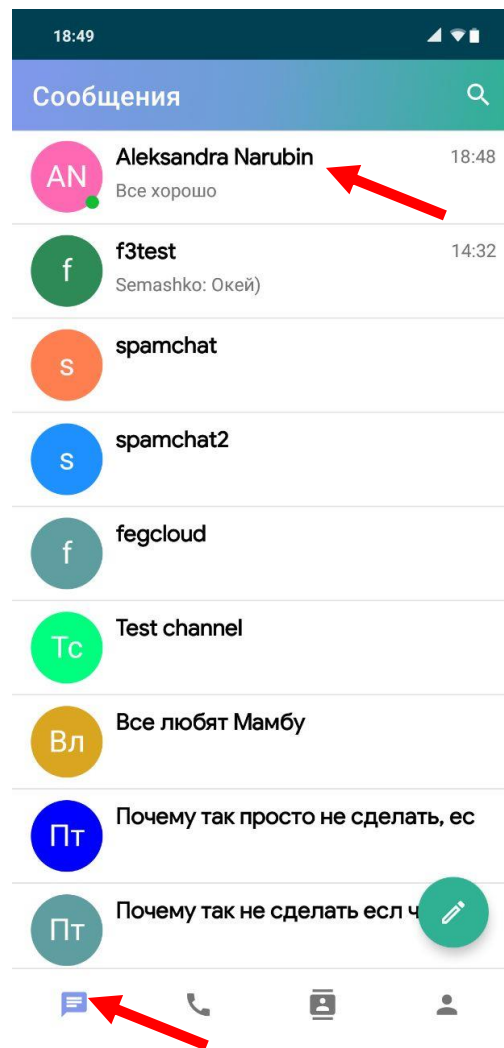 18:49
Сообщения
AN
Aleksandra Narubin
18:48
Все хорошо
f
f3test
14:32
Semashko: Окей)
s
spamchat
s
spamchat2
f
fegcloud
Tc
Test channel
Вл
Все любят Мамбу
Пт
Почему так просто не сделать, ес
Пт
Почему так не сделать есл ч